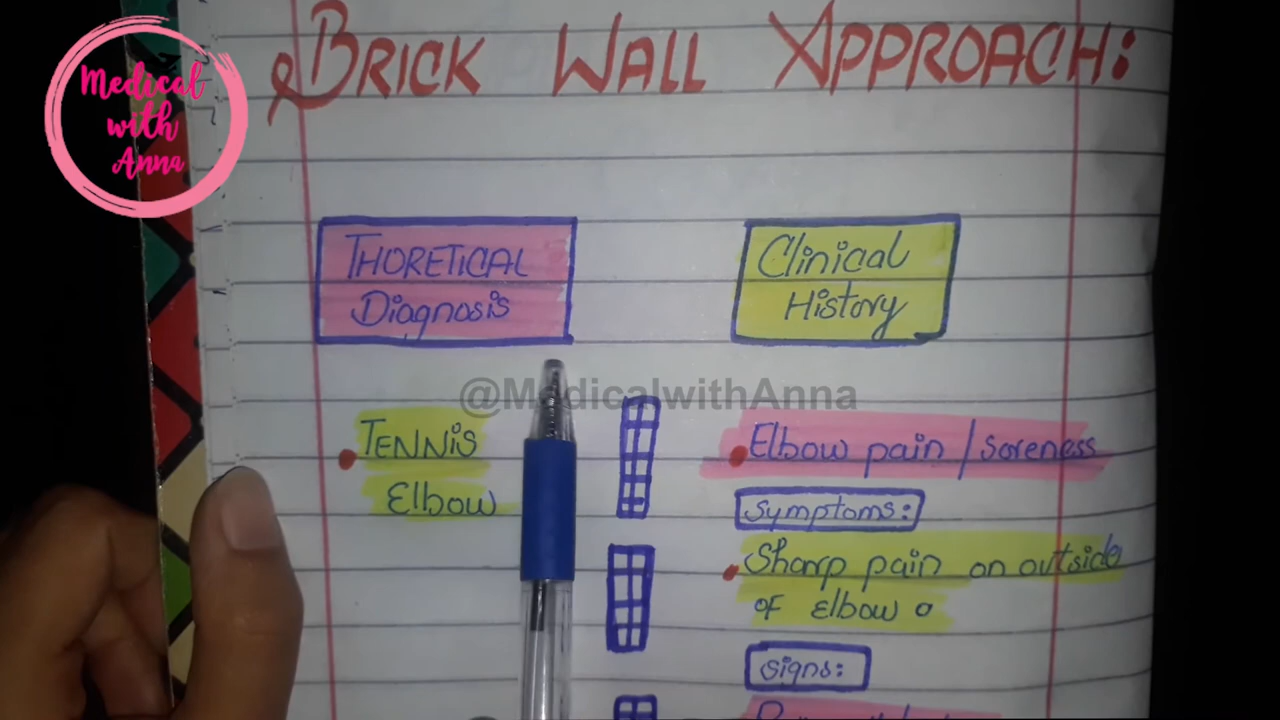 Medical
with
Anna
BRICK WALL APPROACH:
THORETICAL
Diagnosis
Clinical
History
@MedicalwithAnna
TENNIS
Elbow
Elbow pain / soreness
Symptoms:
Sharp pain on outside
of elbow
Signs: